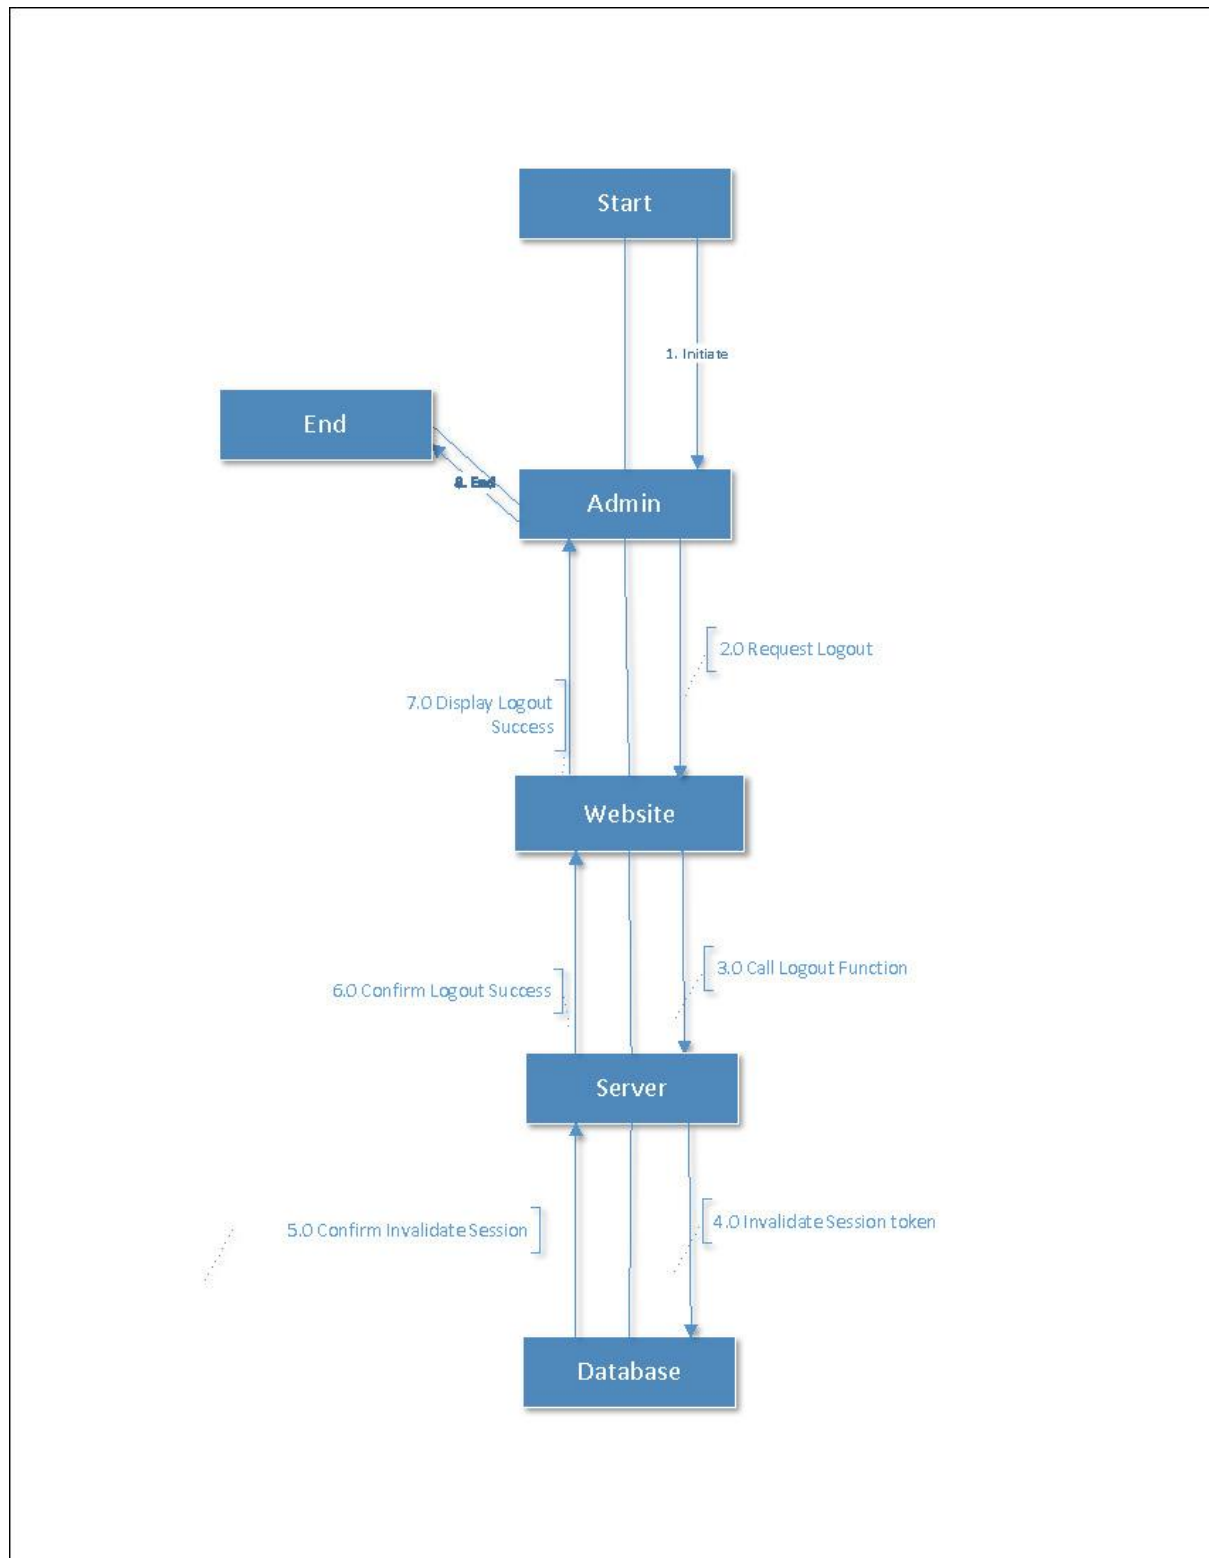 Start
1. Initiate
End
8. End
Admin
2.0 Request Logout
7.0 Display Logout
Success
Website
3.0 Call Logout Function
6.0 Confirm Logout Success
Server
4.0 Invalidate Session token
5.0 Confirm Invalidate Session
Database